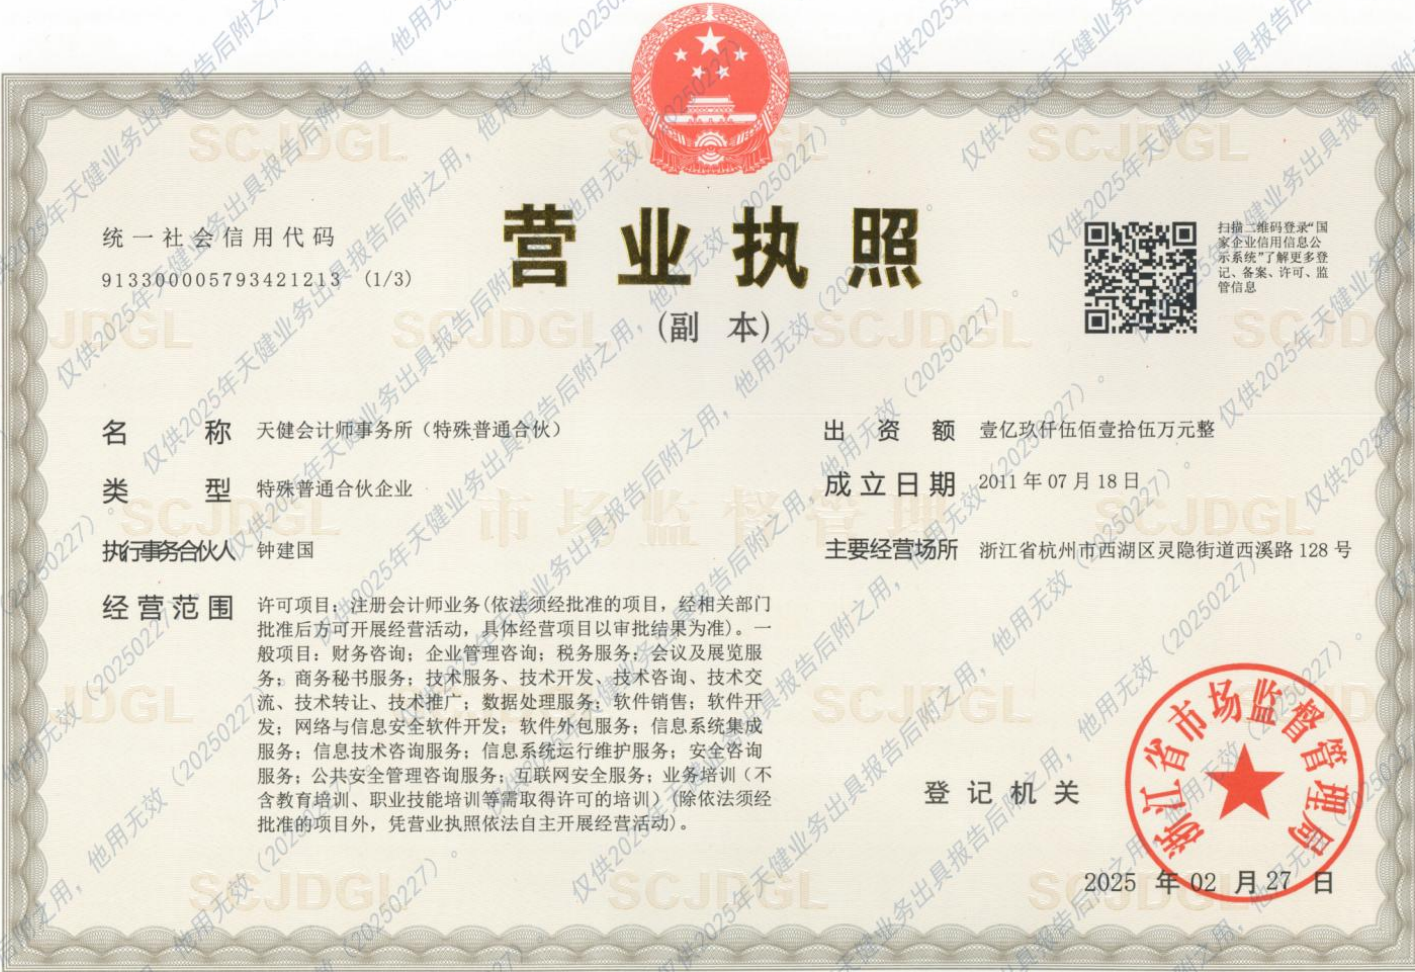 营业执照
(副 本)
统一社会信用代码
913300005793421213 (1/3)
扫描二维码登录“国
家企业信用信息公
示系统”了解更多登
记、备案、许可、监
管信息
名 称 天健会计师事务所（特殊普通合伙）
类 型 特殊普通合伙企业
执行事务合伙人 钟建国
经营范围 许可项目：注册会计师业务(依法须经批准的项目，经相关部门
批准后方可开展经营活动，具体经营项目以审批结果为准)。一
般项目：财务咨询；企业管理咨询；税务服务；会议及展览服
务；商务秘书服务；技术服务、技术开发、技术咨询、技术交
流、技术转让、技术推广；数据处理服务；软件销售；软件开
发；网络与信息安全软件开发；软件外包服务；信息系统集成
服务；信息技术咨询服务；信息系统运行维护服务；安全咨询
服务；公共安全管理咨询服务；互联网安全服务；业务培训（不
含教育培训、职业技能培训等需取得许可的培训）(除依法须经
批准的项目外，凭营业执照依法自主开展经营活动)。
出 资 额 壹亿玖仟伍佰壹拾伍万元整
成立日期 2011 年 07 月 18 日
主要经营场所 浙江省杭州市西湖区灵隐街道西溪路 128 号
登记机关
浙江省市场监督管理局
2025 年 02 月 27 日
SCJDGL
市场监督管理
仅供2025年天健业务出具报告后附之用，他用无效（20250227）。